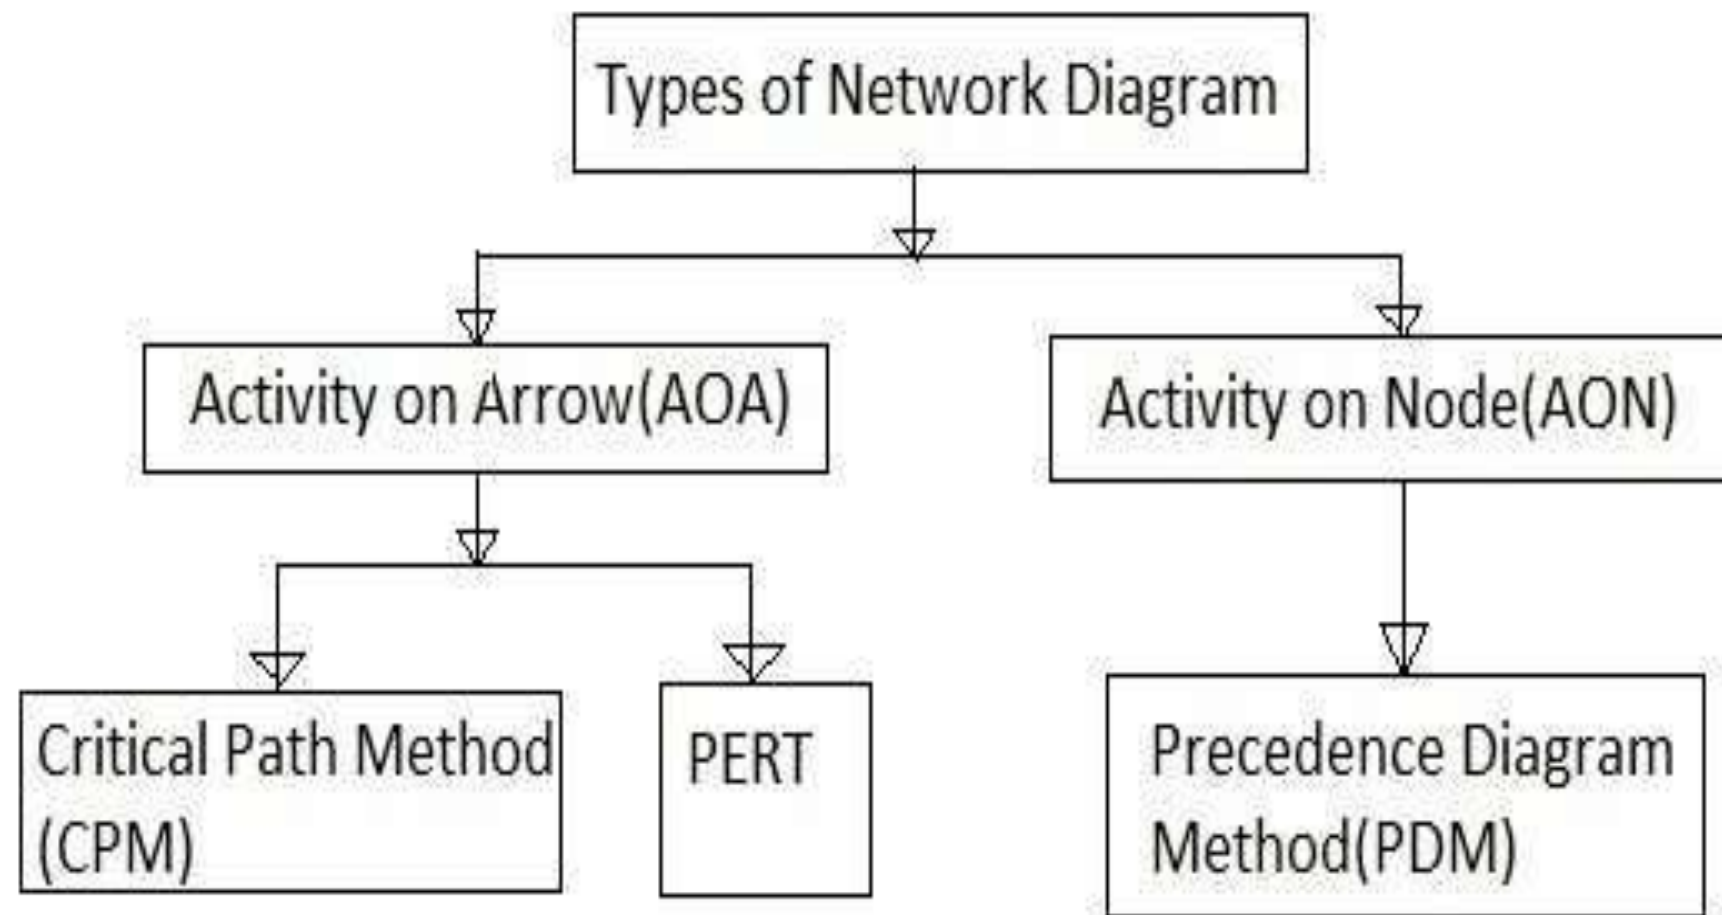 Types of Network Diagram
Activity on Arrow(AOA)
Activity on Node(AON)
Critical Path Method
(CPM)
PERT
Precedence Diagram
Method(PDM)